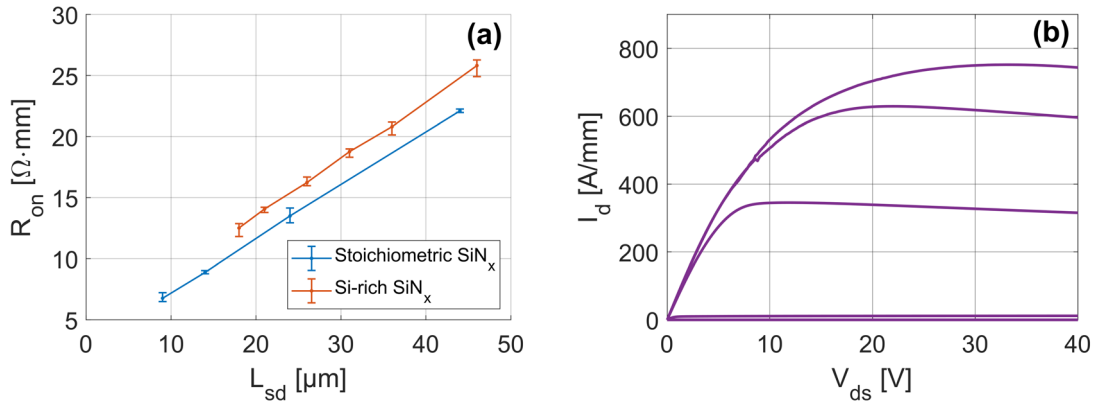 (a)
R_on [Ω·mm]
30
25
20
15
10
5
0
10
20
30
40
50
L_sd [μm]
Stoichiometric SiN_x
Si-rich SiN_x
(b)
I_d [A/mm]
800
600
400
200
0
0
10
20
30
40
V_ds [V]